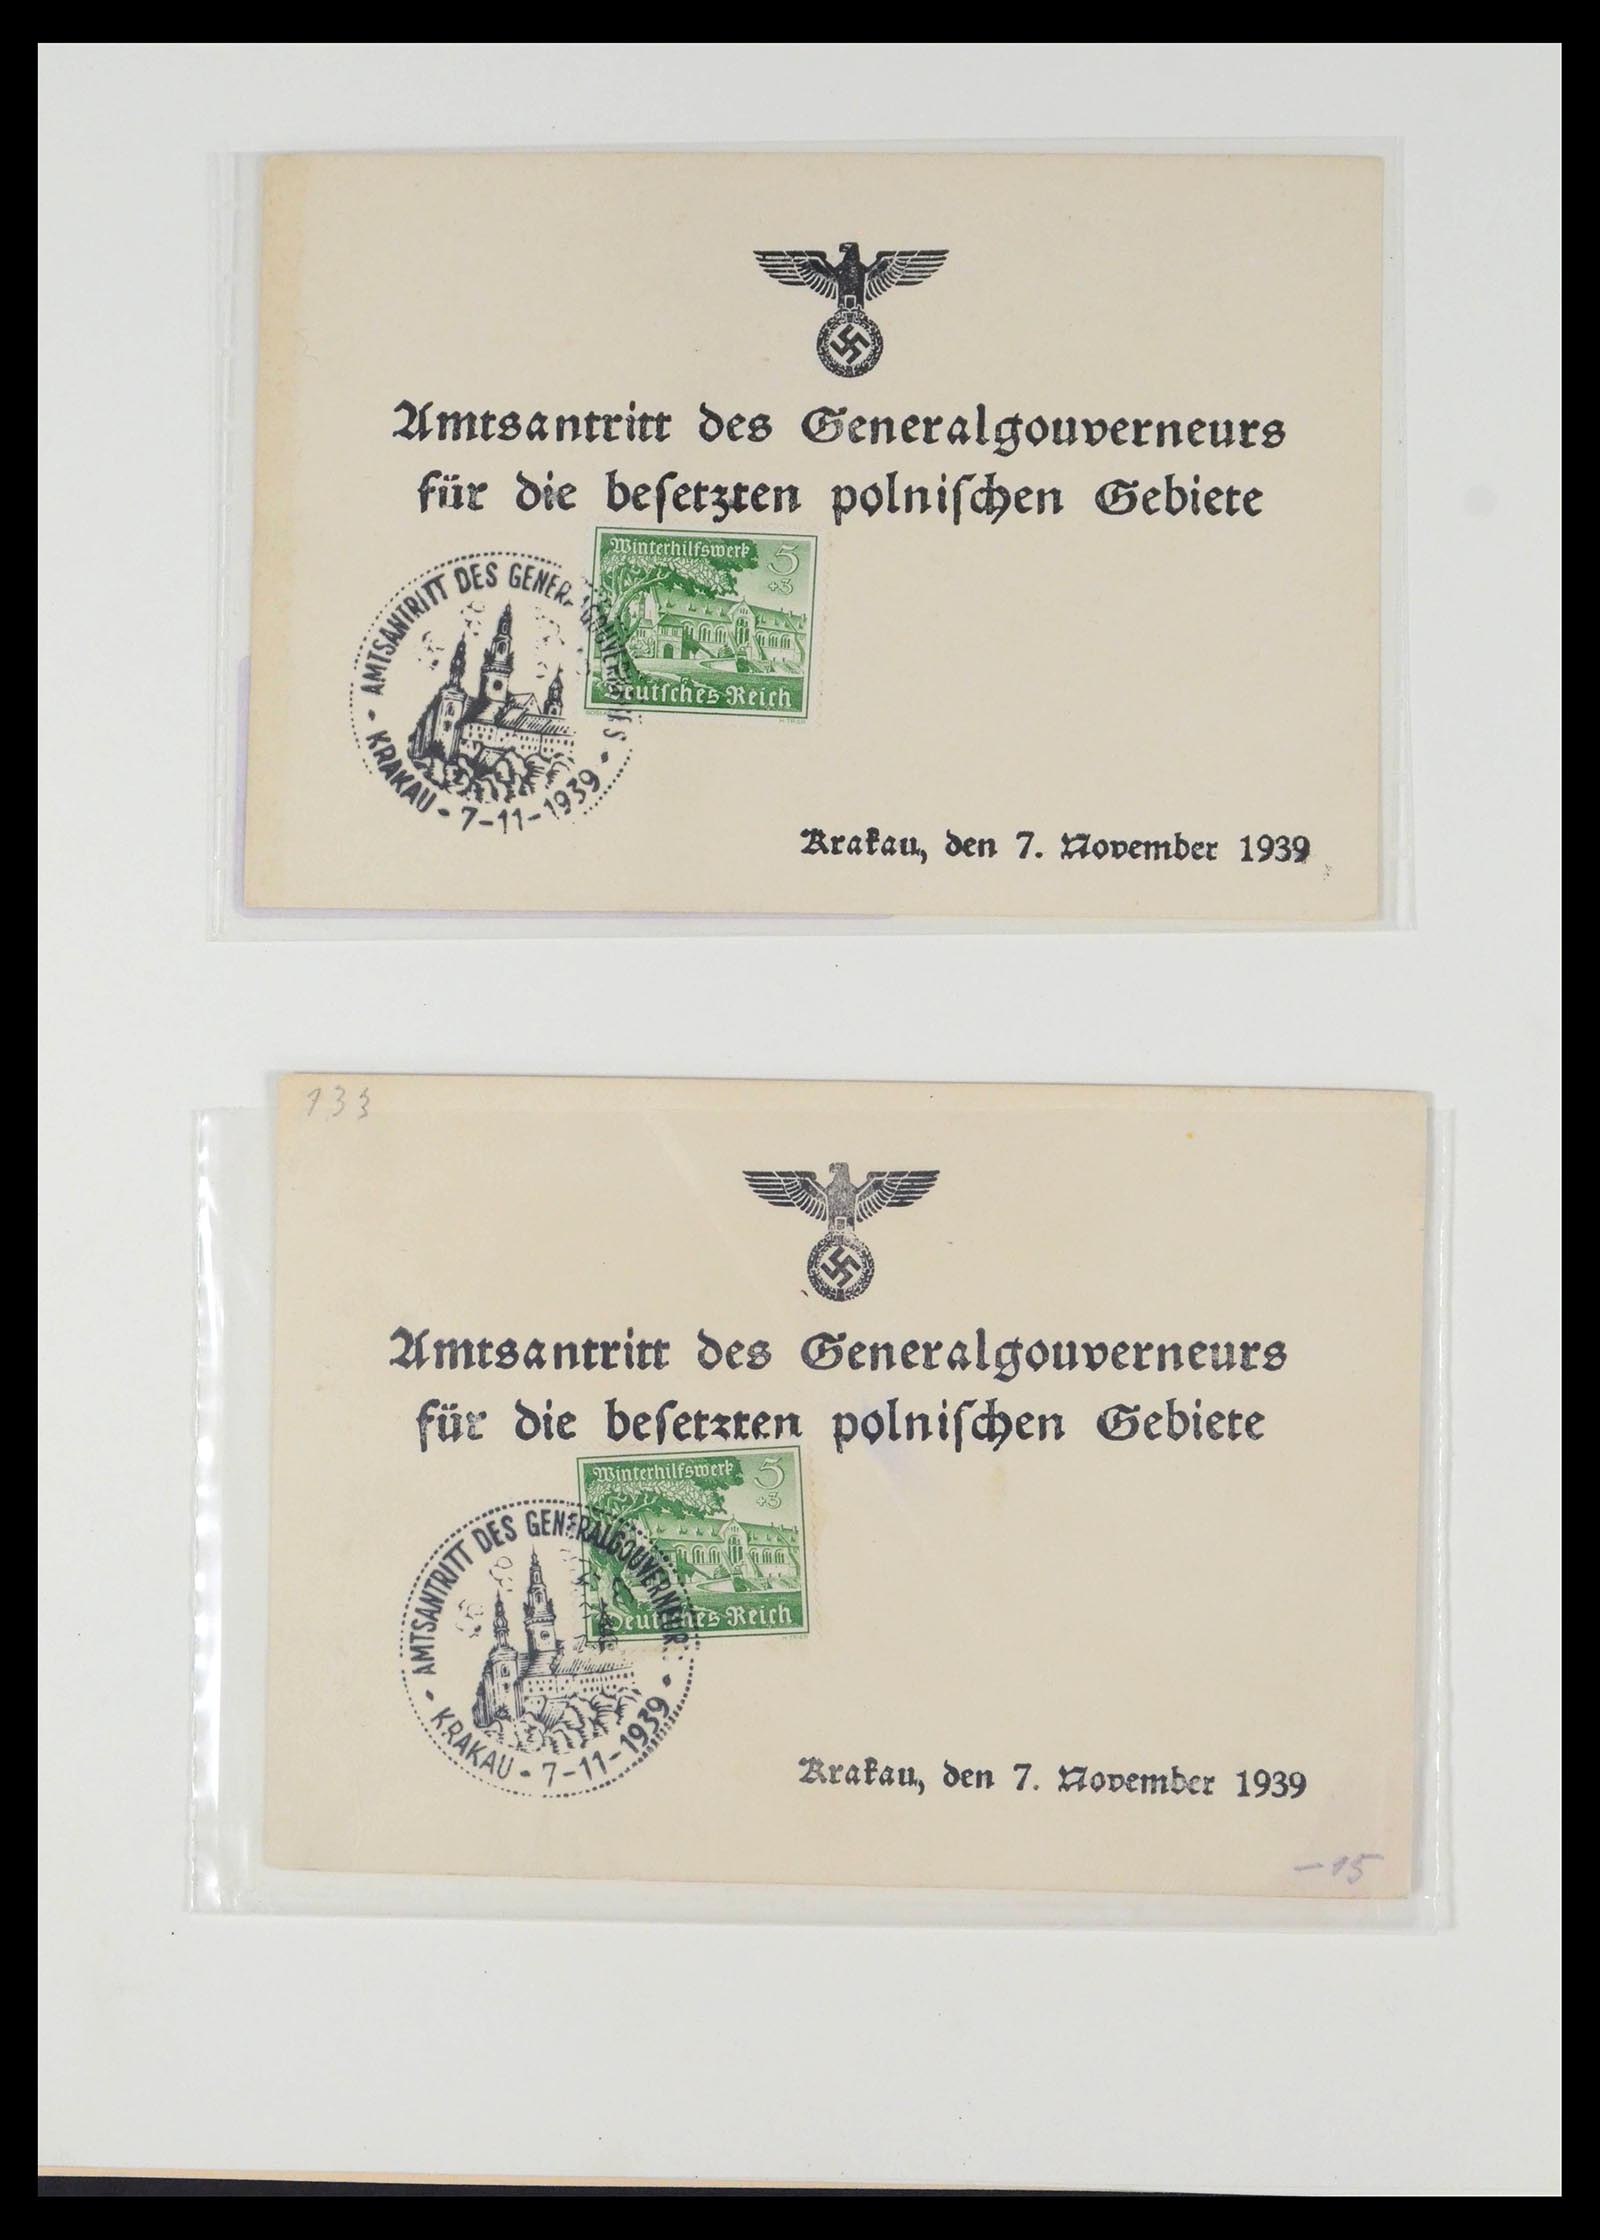 Amtsantritt des Generalgouverneurs
für die besetzten polnischen Gebiete
Winterhilfswerk 5
+3
Deutsches Reich
AMTSANTRITT DES GENERALGOUVERNEURS
KRAKAU - 7-11-1939
Krakau, den 7. November 1939
133
Amtsantritt des Generalgouverneurs
für die besetzten polnischen Gebiete
Winterhilfswerk 5
+3
Deutsches Reich
AMTSANTRITT DES GENERALGOUVERNEUR
KRAKAU - 7-11-1939
Krakau, den 7. November 1939
-15